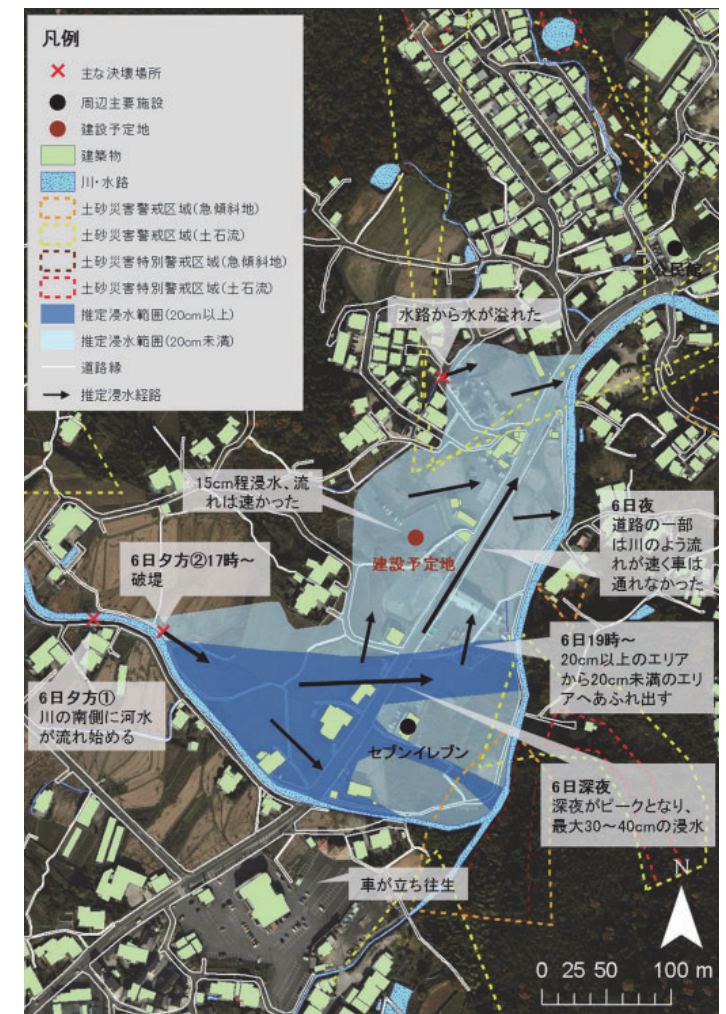 凡例
主な決壊場所
周辺主要施設
建設予定地
建築物
川・水路
土砂災害警戒区域(急傾斜地)
土砂災害警戒区域(土石流)
土砂災害特別警戒区域(急傾斜地)
土砂災害特別警戒区域(土石流)
推定浸水範囲(20cm以上)
推定浸水範囲(20cm未満)
道路縁
推定浸水経路
公民館
水路から水が溢れた
15cm程浸水、流
れは速かった
建設予定地
6日夜
道路の一部
は川のよう流
れが速く車は
通れなかった
6日夕方②17時～
破堤
6日夕方①
川の南側に河水
が流れ始める
6日19時～
20cm以上のエリア
から20cm未満のエリ
アへあふれ出す
セブンイレブン
6日深夜
深夜がピークとなり、
最大30～40cmの浸水
車が立ち往生
N
0 25 50 100 m